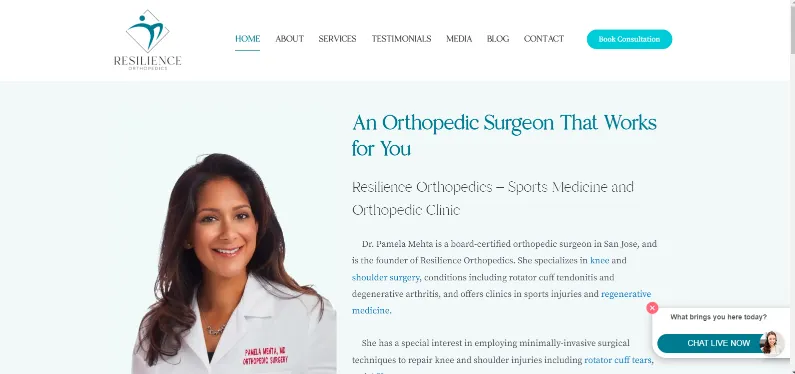 RESILIENCE
ORTHOPEDICS
HOME ABOUT SERVICES TESTIMONIALS MEDIA BLOG CONTACT
Book Consultation
An Orthopedic Surgeon That Works
for You
Resilience Orthopedics – Sports Medicine and
Orthopedic Clinic
Dr. Pamela Mehta is a board-certified orthopedic surgeon in San Jose, and
is the founder of Resilience Orthopedics. She specializes in knee and
shoulder surgery, conditions including rotator cuff tendonitis and
degenerative arthritis, and offers clinics in sports injuries and regenerative
medicine.
She has a special interest in employing minimally-invasive surgical
techniques to repair knee and shoulder injuries including rotator cuff tears,
PAMELA MEHTA, MD
ORTHOPEDIC SURGERY
What brings you here today?
CHAT LIVE NOW